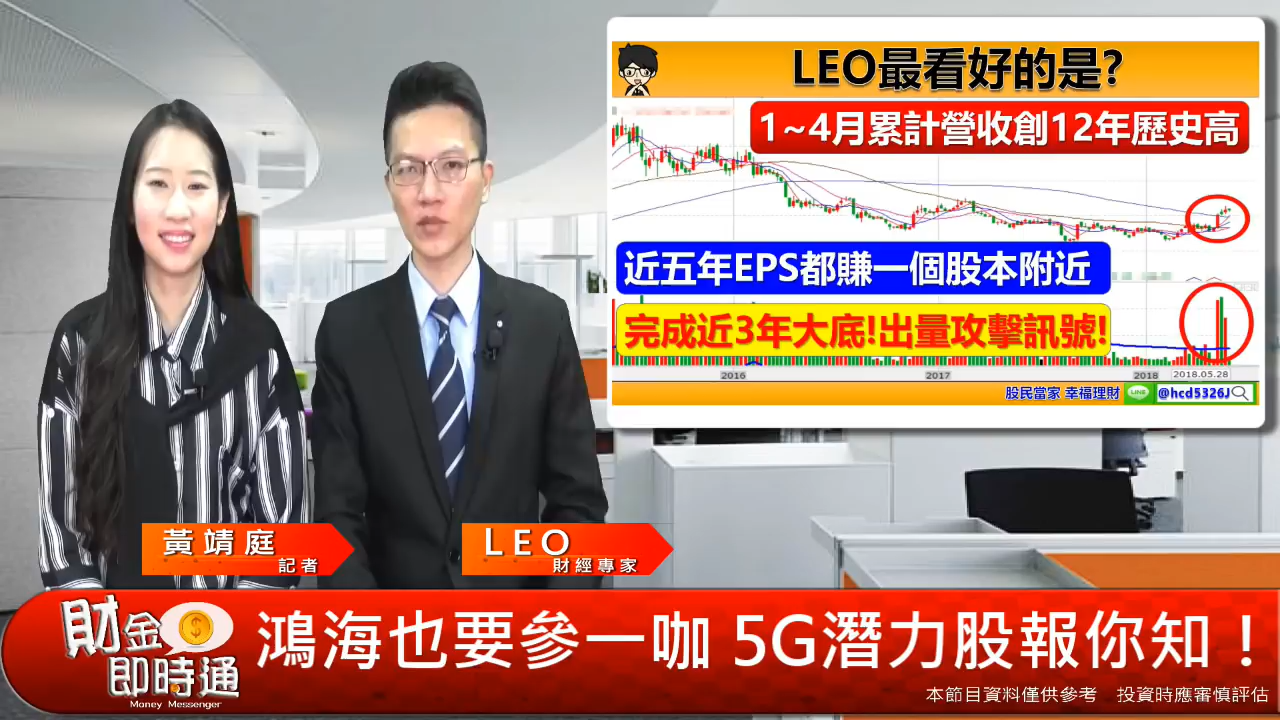 LEO最看好的是?
1~4月累計營收創12年歷史高
近五年EPS都賺一個股本附近
完成近3年大底!出量攻擊訊號!
2016
2017
2018
2018.05.28
股民當家 幸福理財
LINE
@hcd5326J
黃靖庭
記者
LEO
財經專家
財金
即時通
Money Messenger
鴻海也要參一咖 5G潛力股報你知!
本節目資料僅供參考 投資時應審慎評估